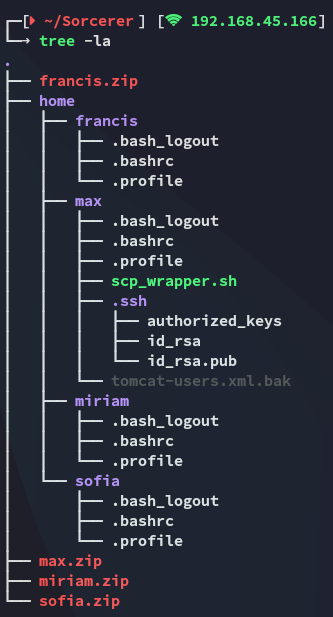 ┌─[ ~/Sorcerer ] [ 192.168.45.166 ]
└─→ tree -la
.
├── francis.zip
├── home
│   ├── francis
│   │   ├── .bash_logout
│   │   ├── .bashrc
│   │   └── .profile
│   ├── max
│   │   ├── .bash_logout
│   │   ├── .bashrc
│   │   ├── .profile
│   │   ├── scp_wrapper.sh
│   │   ├── .ssh
│   │   │   ├── authorized_keys
│   │   │   ├── id_rsa
│   │   │   └── id_rsa.pub
│   │   └── tomcat-users.xml.bak
│   ├── miriam
│   │   ├── .bash_logout
│   │   ├── .bashrc
│   │   └── .profile
│   └── sofia
│       ├── .bash_logout
│       ├── .bashrc
│       └── .profile
├── max.zip
├── miriam.zip
└── sofia.zip